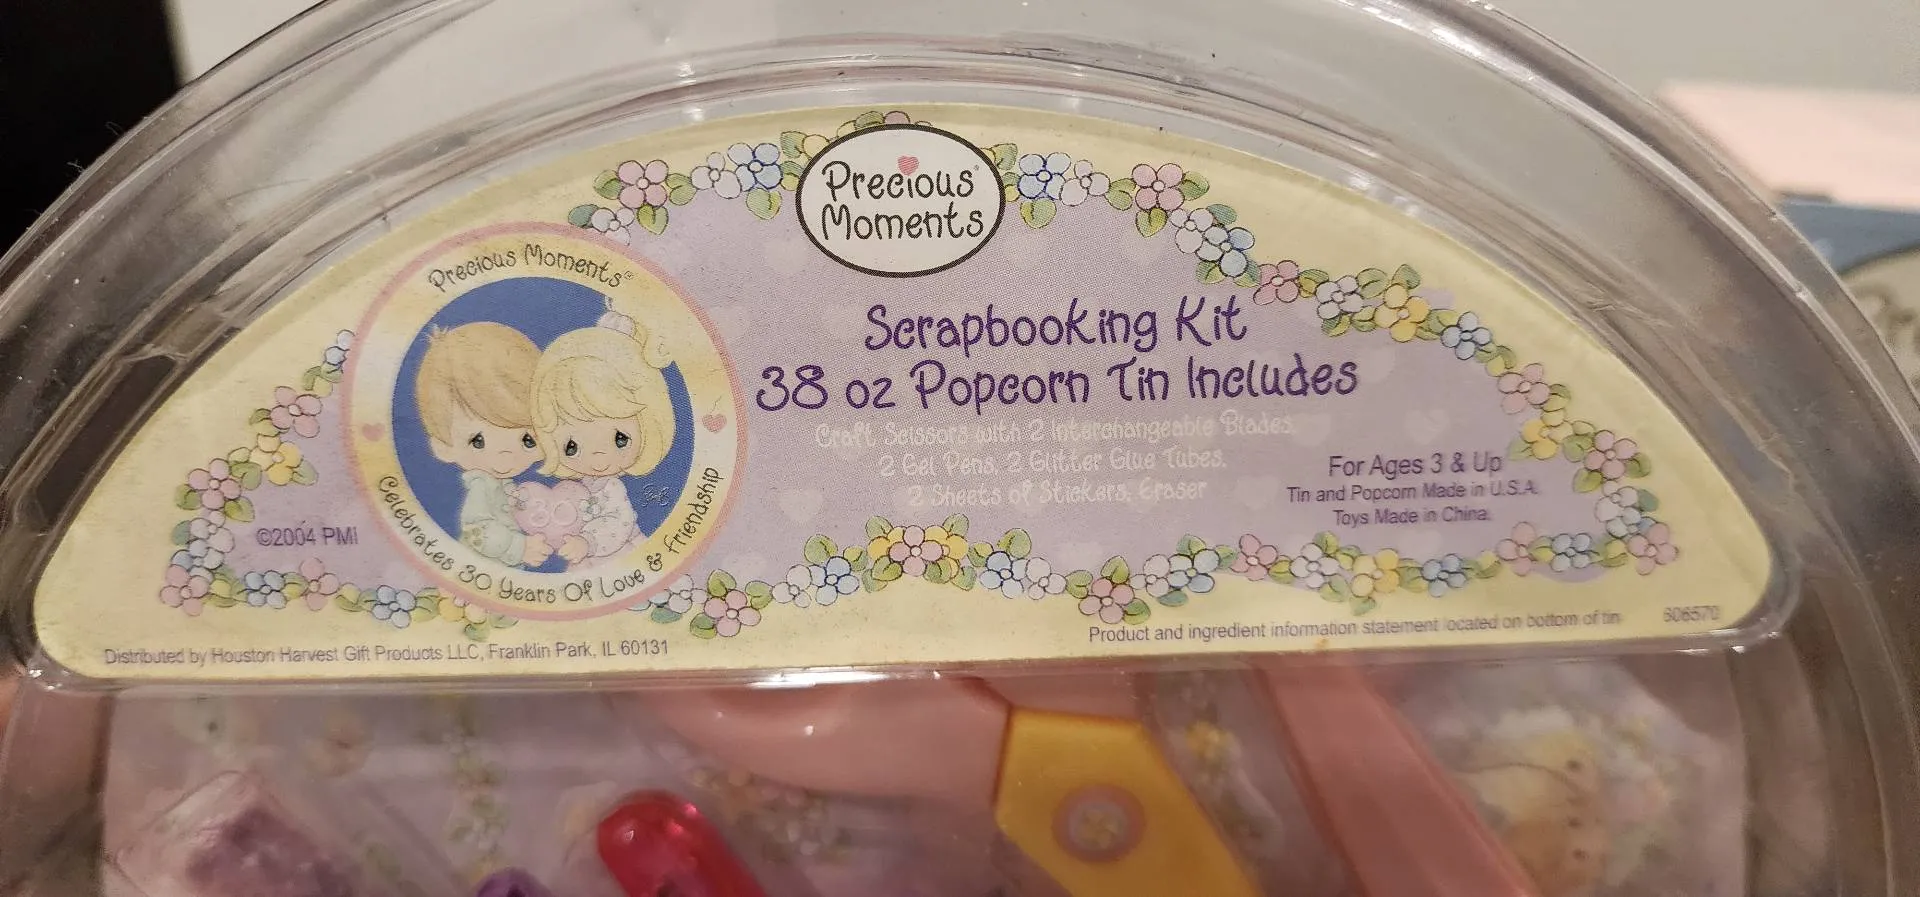 Precious
Moments
Precious Moments®
Celebrates 30 Years Of Love & Friendship
30
Scrapbooking Kit
38 oz Popcorn Tin Includes
Craft Scissors with 2 Interchangeable Blades,
2 Gel Pens, 2 Glitter Glue Tubes,
2 Sheets of Stickers, Eraser
For Ages 3 & Up
Tin and Popcorn Made in U.S.A.
Toys Made in China.
©2004 PMI
Distributed by Houston Harvest Gift Products LLC, Franklin Park, IL 60131
Product and ingredient information statement located on bottom of tin
606570